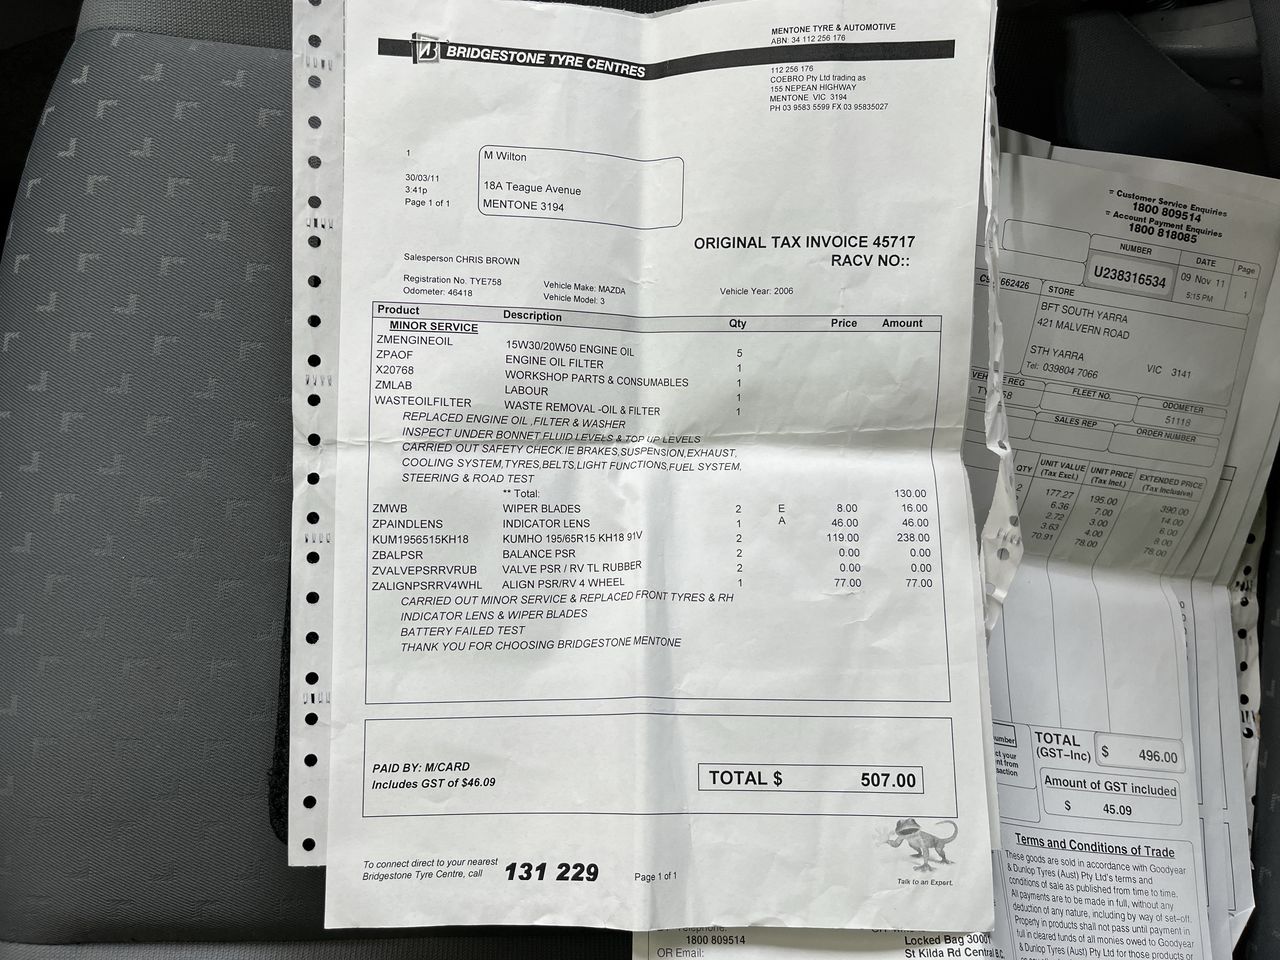 BRIDGESTONE TYRE CENTRES
MENTONE TYRE & AUTOMOTIVE
ABN: 34 112 256 176
112 256 176
COEBRO Pty Ltd trading as
155 NEPEAN HIGHWAY
MENTONE VIC 3194
PH 03 9583 5599 FX 03 95835027
1
30/03/11
3:41p
Page 1 of 1
M Wilton
18A Teague Avenue
MENTONE 3194
ORIGINAL TAX INVOICE 45717
RACV NO::
Salesperson CHRIS BROWN
Registration No. TYE758 Vehicle Make: MAZDA Vehicle Year: 2006
Odometer: 46418 Vehicle Model: 3
Product Description Qty Price Amount
MINOR SERVICE
ZMENGINEOIL 15W30/20W50 ENGINE OIL 5
ZPAOF ENGINE OIL FILTER 1
X20768 WORKSHOP PARTS & CONSUMABLES 1
ZMLAB LABOUR 1
WASTEOILFILTER WASTE REMOVAL -OIL & FILTER 1
REPLACED ENGINE OIL ,FILTER & WASHER
INSPECT UNDER BONNET FLUID LEVELS & TOP UP LEVELS
CARRIED OUT SAFETY CHECK.IE BRAKES,SUSPENSION,EXHAUST,
COOLING SYSTEM,TYRES,BELTS,LIGHT FUNCTIONS,FUEL SYSTEM,
STEERING & ROAD TEST
** Total: 130.00
ZMWB WIPER BLADES 2 E 8.00 16.00
ZPAINDLENS INDICATOR LENS 1 A 46.00 46.00
KUM1956515KH18 KUMHO 195/65R15 KH18 91V 2 119.00 238.00
ZBALPSR BALANCE PSR 2 0.00 0.00
ZVALVEPSRRVRUB VALVE PSR / RV TL RUBBER 2 0.00 0.00
ZALIGNPSRRV4WHL ALIGN PSR/RV 4 WHEEL 1 77.00 77.00
CARRIED OUT MINOR SERVICE & REPLACED FRONT TYRES & RH
INDICATOR LENS & WIPER BLADES
BATTERY FAILED TEST
THANK YOU FOR CHOOSING BRIDGESTONE MENTONE
PAID BY: M/CARD
Includes GST of $46.09
TOTAL $ 507.00
To connect direct to your nearest
Bridgestone Tyre Centre, call
131 229
Page 1 of 1
Talk to an Expert.
= Customer Service Enquiries
1800 809514
= Account Payment Enquiries
1800 818085
NUMBER DATE Page
U238316534 09 Nov 11 1
5:15 PM
662426
STORE
BFT SOUTH YARRA
421 MALVERN ROAD
STH YARRA VIC 3141
Tel: 039804 7066
REG FLEET NO. ODOMETER
51118
SALES REP ORDER NUMBER
QTY UNIT VALUE UNIT PRICE EXTENDED PRICE
(Tax Excl.) (Tax Incl.) (Tax Inclusive)
2 177.27 195.00 390.00
6.36 7.00 14.00
2.72 3.00 6.00
3.63 4.00 8.00
70.91 78.00 78.00
TOTAL
(GST-Inc) $ 496.00
Amount of GST included
$ 45.09
Terms and Conditions of Trade
These goods are sold in accordance with Goodyear
& Dunlop Tyres (Aust) Pty Ltd's terms and
conditions of sale as published from time to time.
All payments are to be made in full, without any
deduction of any nature, including by way of set-off.
Property in products shall not pass until payment in
full in cleared funds of all monies owed to Goodyear
& Dunlop Tyres (Aust) Pty Ltd for those products or
1800 809514
OR Email:
Locked Bag 30001
St Kilda Rd Central